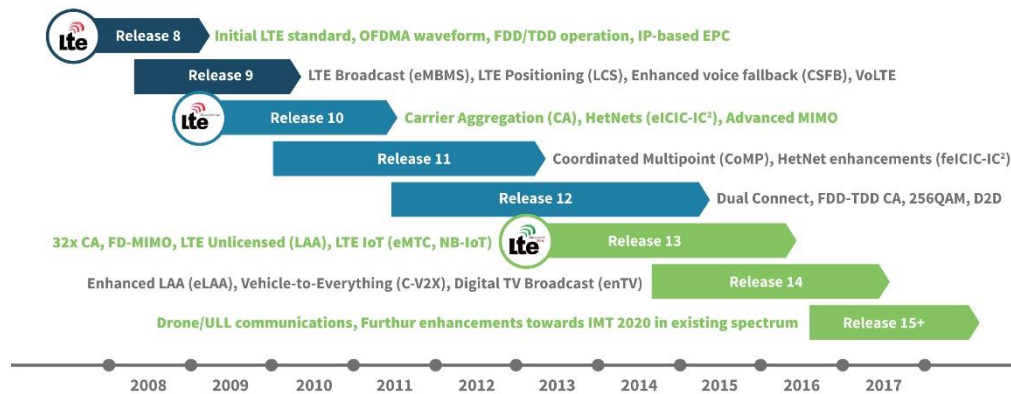 lte Release 8 Initial LTE standard, OFDMA waveform, FDD/TDD operation, IP-based EPC
Release 9 LTE Broadcast (eMBMS), LTE Positioning (LCS), Enhanced voice fallback (CSFB), VoLTE
lte Release 10 Carrier Aggregation (CA), HetNets (eICIC-IC²), Advanced MIMO
Release 11 Coordinated Multipoint (CoMP), HetNet enhancements (feICIC-IC²)
Release 12 Dual Connect, FDD-TDD CA, 256QAM, D2D
32x CA, FD-MIMO, LTE Unlicensed (LAA), LTE IoT (eMTC, NB-IoT) lte Release 13
Enhanced LAA (eLAA), Vehicle-to-Everything (C-V2X), Digital TV Broadcast (enTV) Release 14
Drone/ULL communications, Furthur enhancements towards IMT 2020 in existing spectrum Release 15+
2008 2009 2010 2011 2012 2013 2014 2015 2016 2017